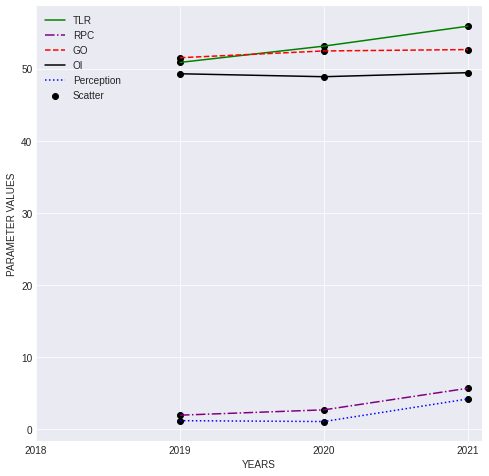 TLR
RPC
GO
OI
Perception
Scatter
PARAMETER VALUES
50
40
30
20
10
0
2018
2019
2020
2021
YEARS